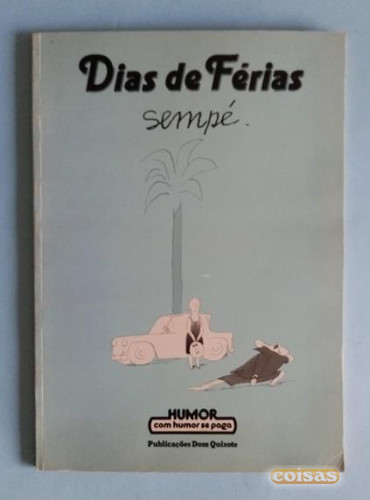 Dias de Férias
sempé.
HUMOR
com humor se paga
Publicações Dom Quixote
coisas